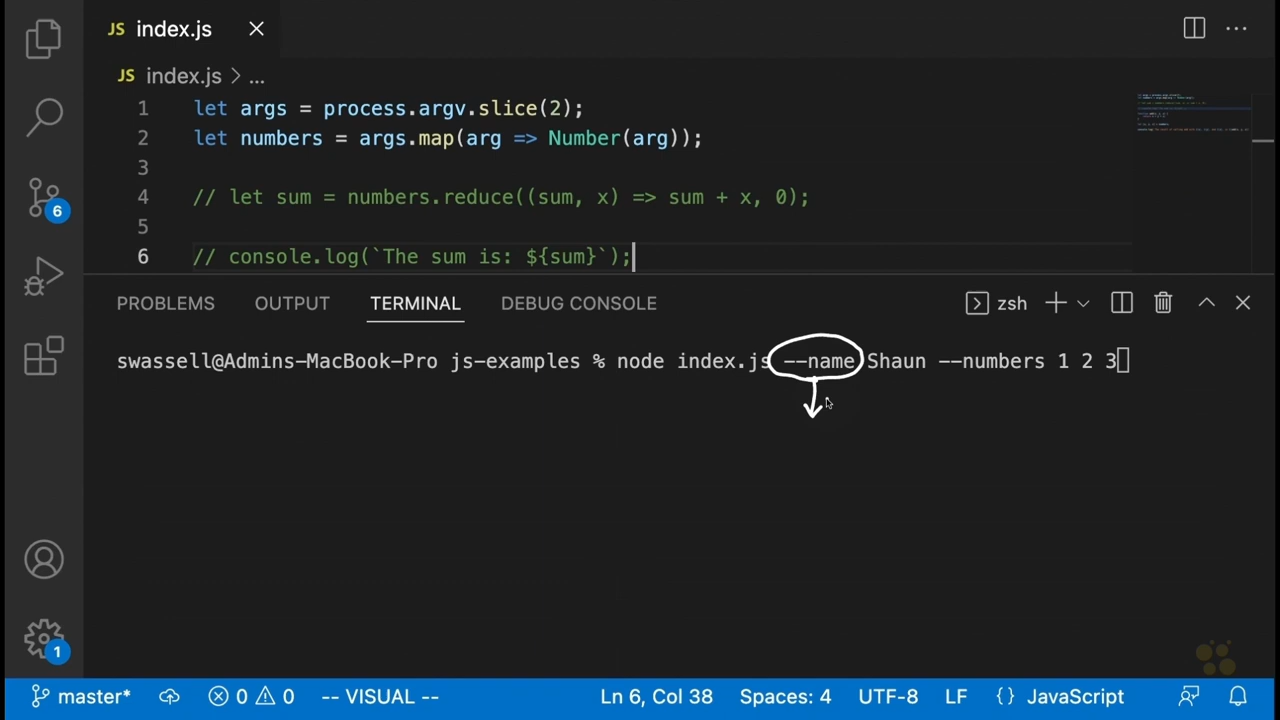 JS index.js
JS index.js > ...
1 let args = process.argv.slice(2);
2 let numbers = args.map(arg => Number(arg));
3
4 // let sum = numbers.reduce((sum, x) => sum + x, 0);
5
6 // console.log(`The sum is: ${sum}`);
PROBLEMS OUTPUT TERMINAL DEBUG CONSOLE zsh
swassell@Admins-MacBook-Pro js-examples % node index.js --name Shaun --numbers 1 2 3
6
1
master* 0 0 -- VISUAL -- Ln 6, Col 38 Spaces: 4 UTF-8 LF {} JavaScript